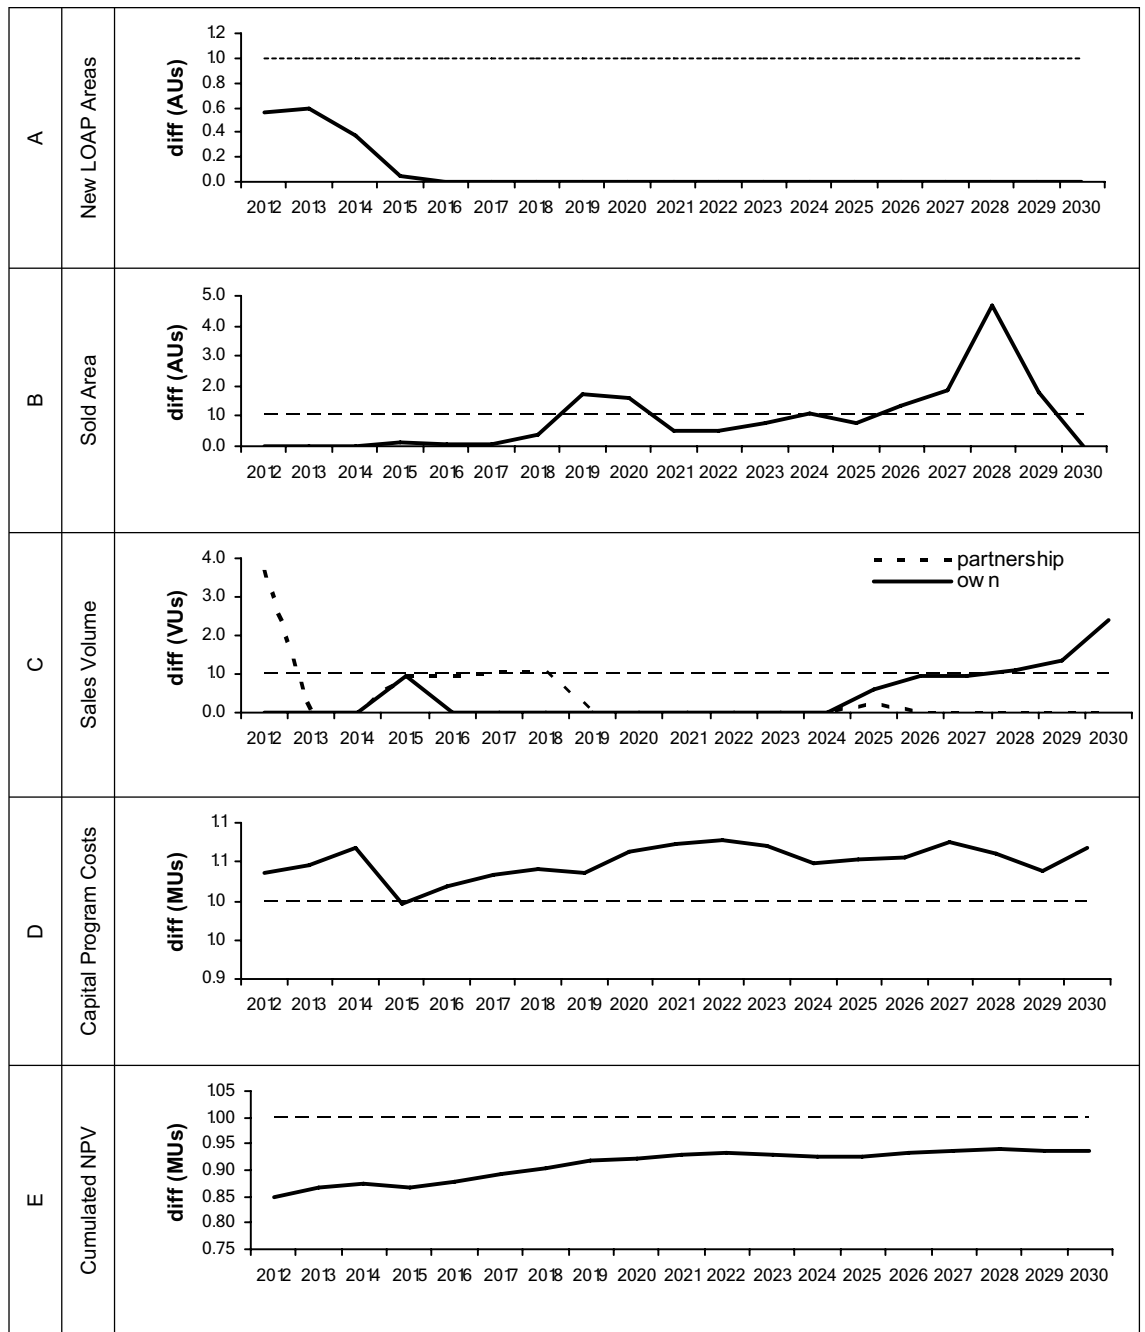 A
New LOAP Areas
diff (AUs)
1.2
1.0
0.8
0.6
0.4
0.2
0.0
2012 2013 2014 2015 2016 2017 2018 2019 2020 2021 2022 2023 2024 2025 2026 2027 2028 2029 2030
B
Sold Area
diff (AUs)
5.0
4.0
3.0
2.0
1.0
0.0
2012 2013 2014 2015 2016 2017 2018 2019 2020 2021 2022 2023 2024 2025 2026 2027 2028 2029 2030
C
Sales Volume
diff (VUs)
4.0
3.0
2.0
1.0
0.0
partnership
own
2012 2013 2014 2015 2016 2017 2018 2019 2020 2021 2022 2023 2024 2025 2026 2027 2028 2029 2030
D
Capital Program Costs
diff (MUs)
1.1
1.1
1.0
1.0
0.9
2012 2013 2014 2015 2016 2017 2018 2019 2020 2021 2022 2023 2024 2025 2026 2027 2028 2029 2030
E
Cumulated NPV
diff (MUs)
1.05
1.00
0.95
0.90
0.85
0.80
0.75
2012 2013 2014 2015 2016 2017 2018 2019 2020 2021 2022 2023 2024 2025 2026 2027 2028 2029 2030